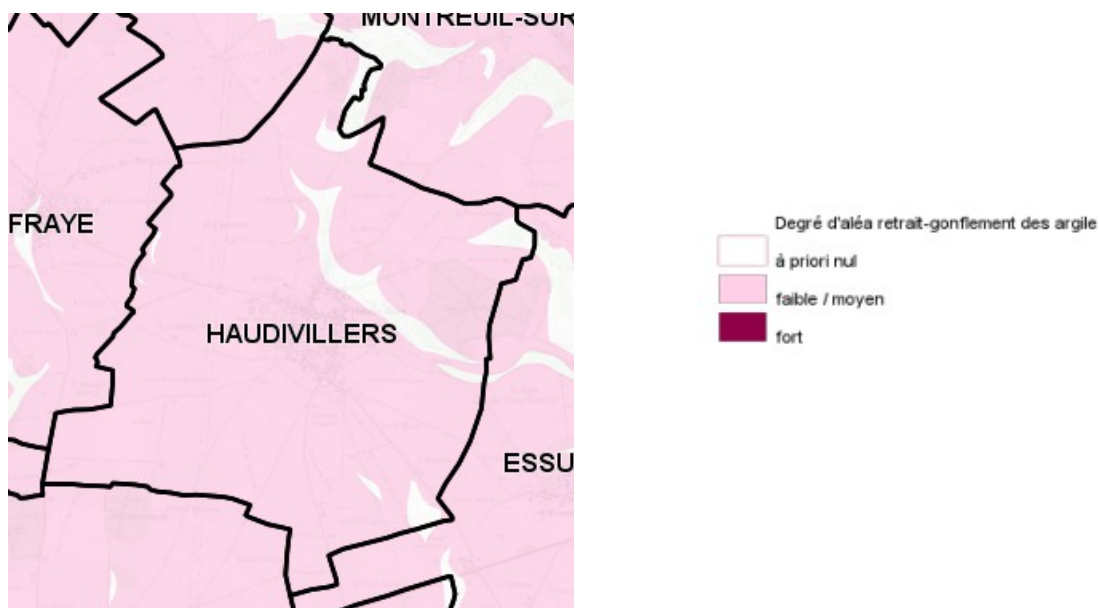 MONTREUIL-SUR
FRAYE
HAUDIVILLERS
ESSU
Degré d'aléa retrait-gonflement des argile
à priori nul
faible / moyen
fort